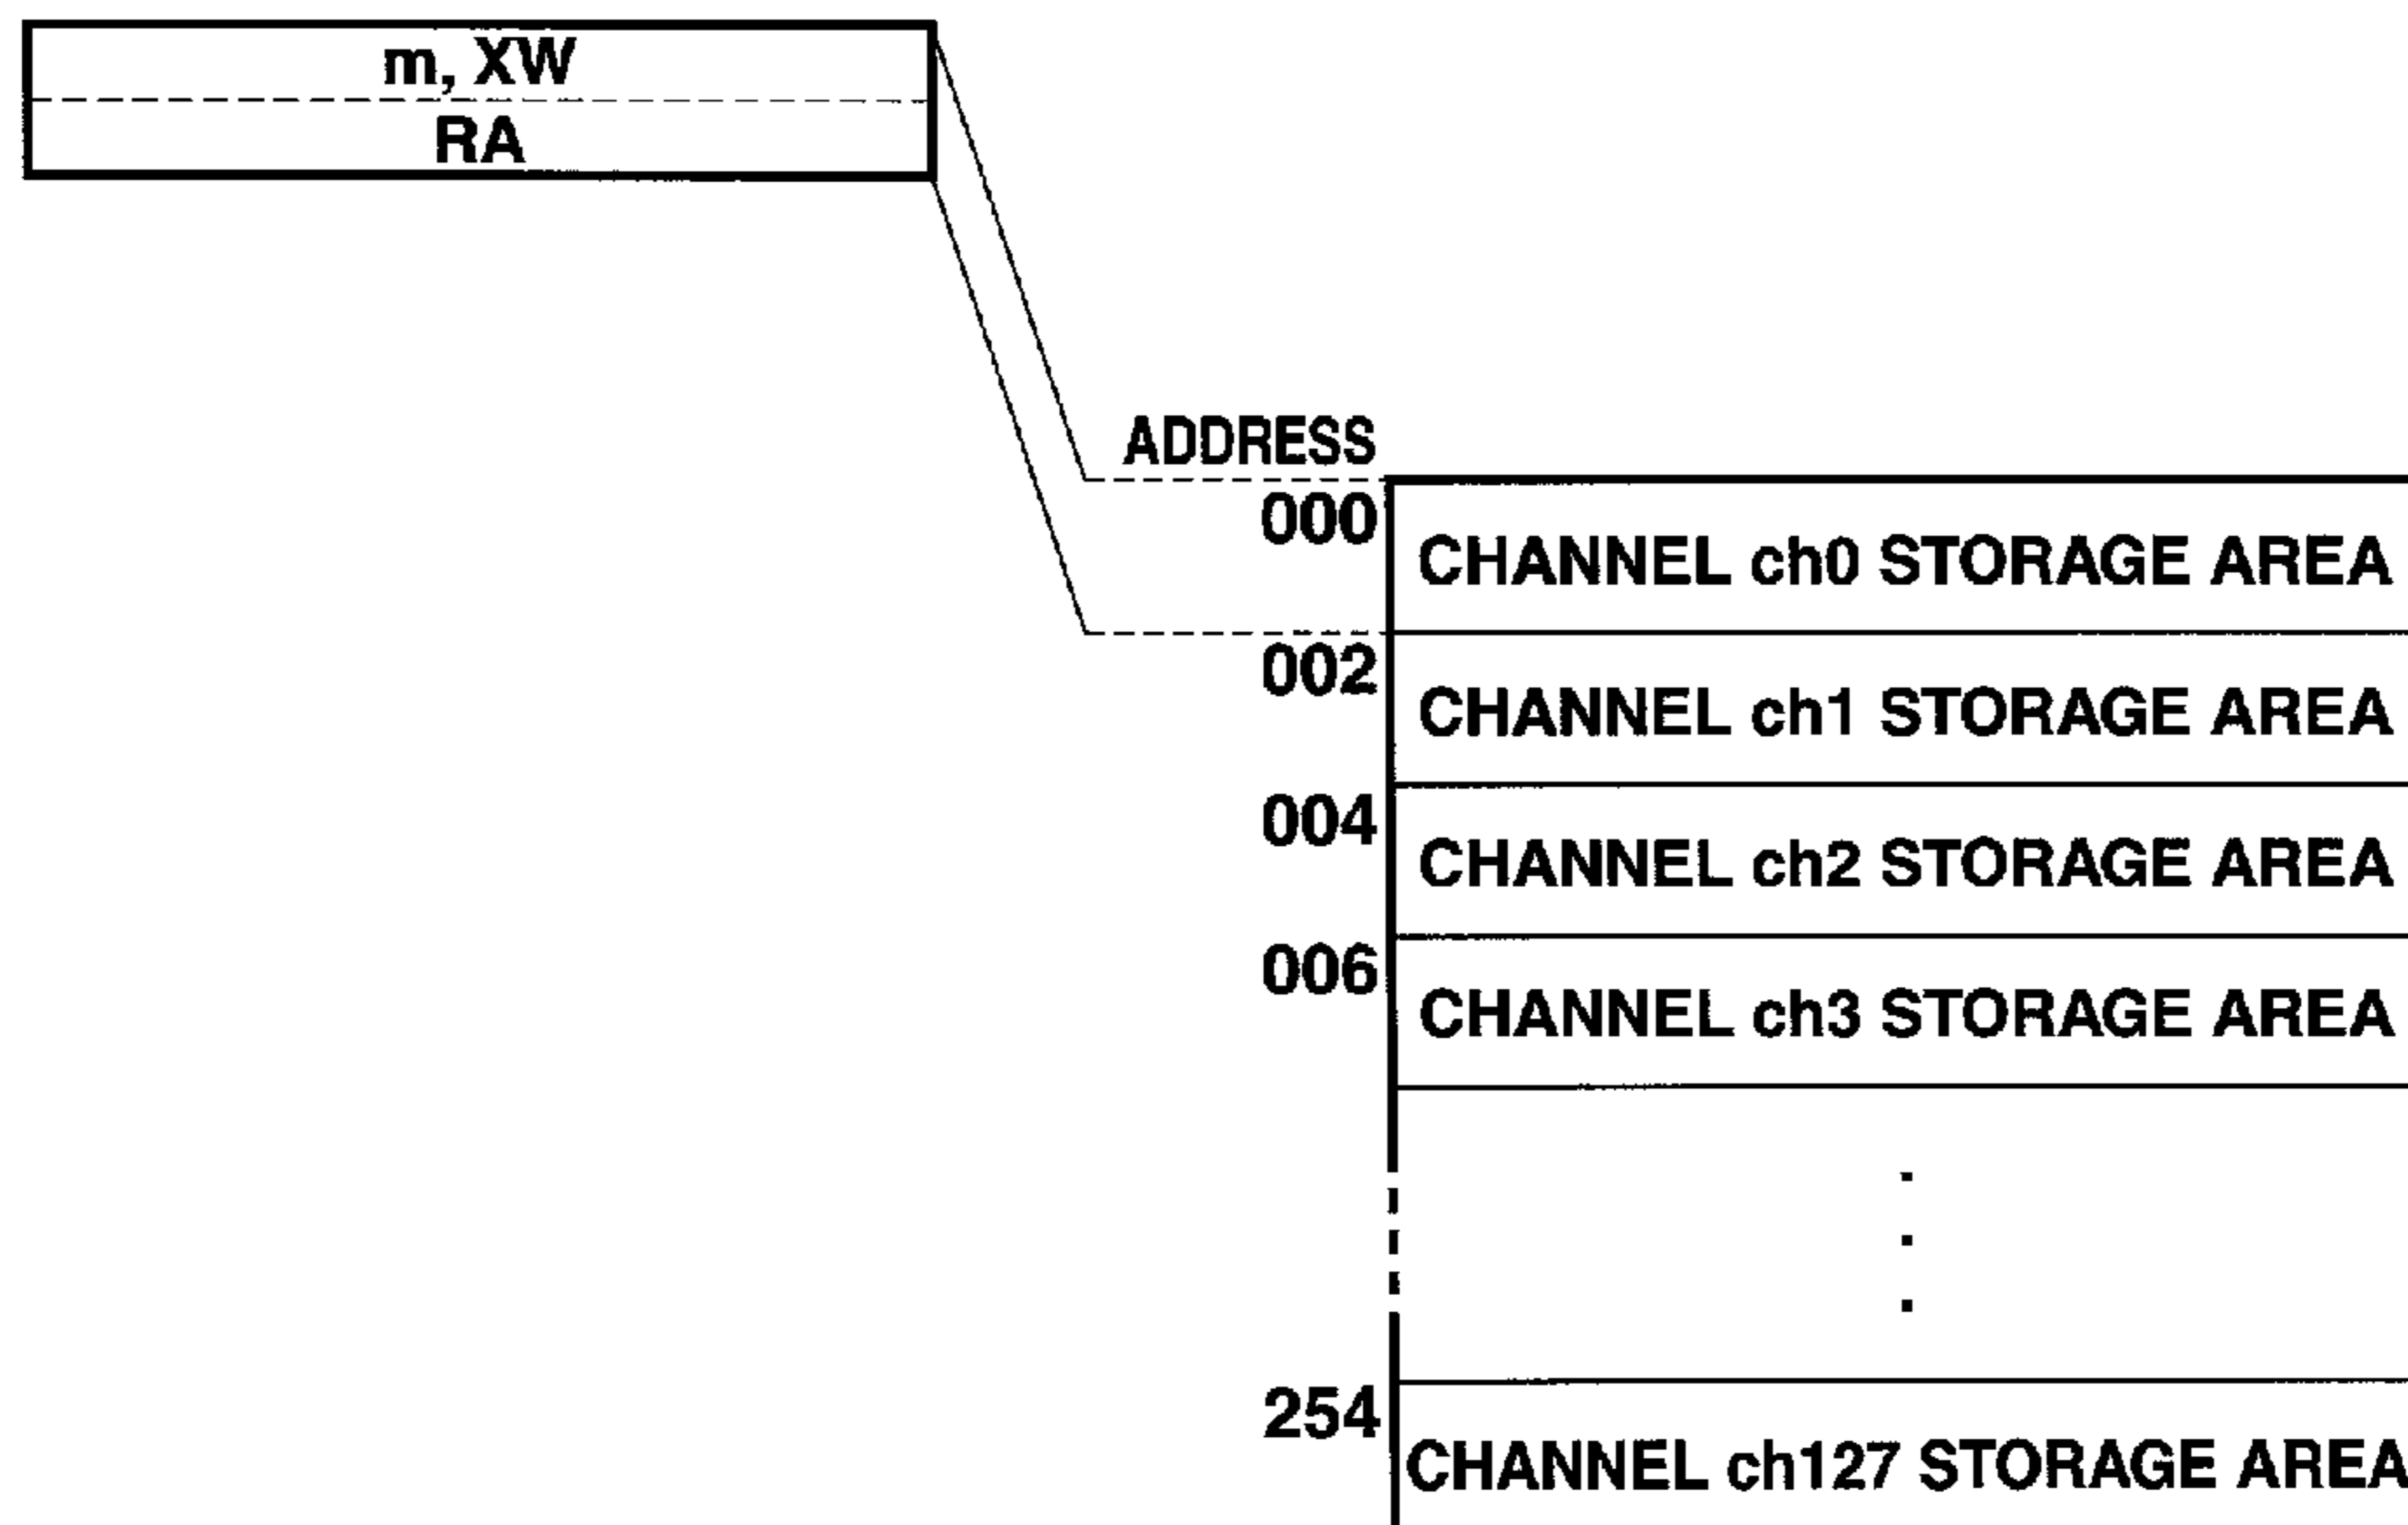 m, XW
RA
ADDRESS
000
CHANNEL ch0 STORAGE AREA
002
CHANNEL ch1 STORAGE AREA
004
CHANNEL ch2 STORAGE AREA
006
CHANNEL ch3 STORAGE AREA
254
CHANNEL ch127 STORAGE AREA